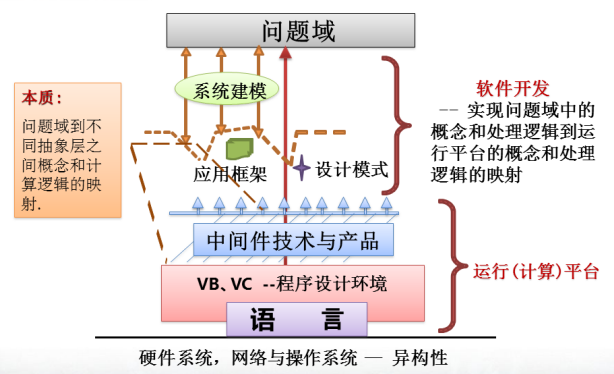 问题域
系统建模
本质：
问题域到不
同抽象层之
间概念和计
算逻辑的映
射.
应用框架
设计模式
软件开发
-- 实现问题域中的
概念和处理逻辑到运
行平台的概念和处理
逻辑的映射
中间件技术与产品
VB、VC --程序设计环境
语 言
运行(计算)平台
硬件系统，网络与操作系统 — 异构性